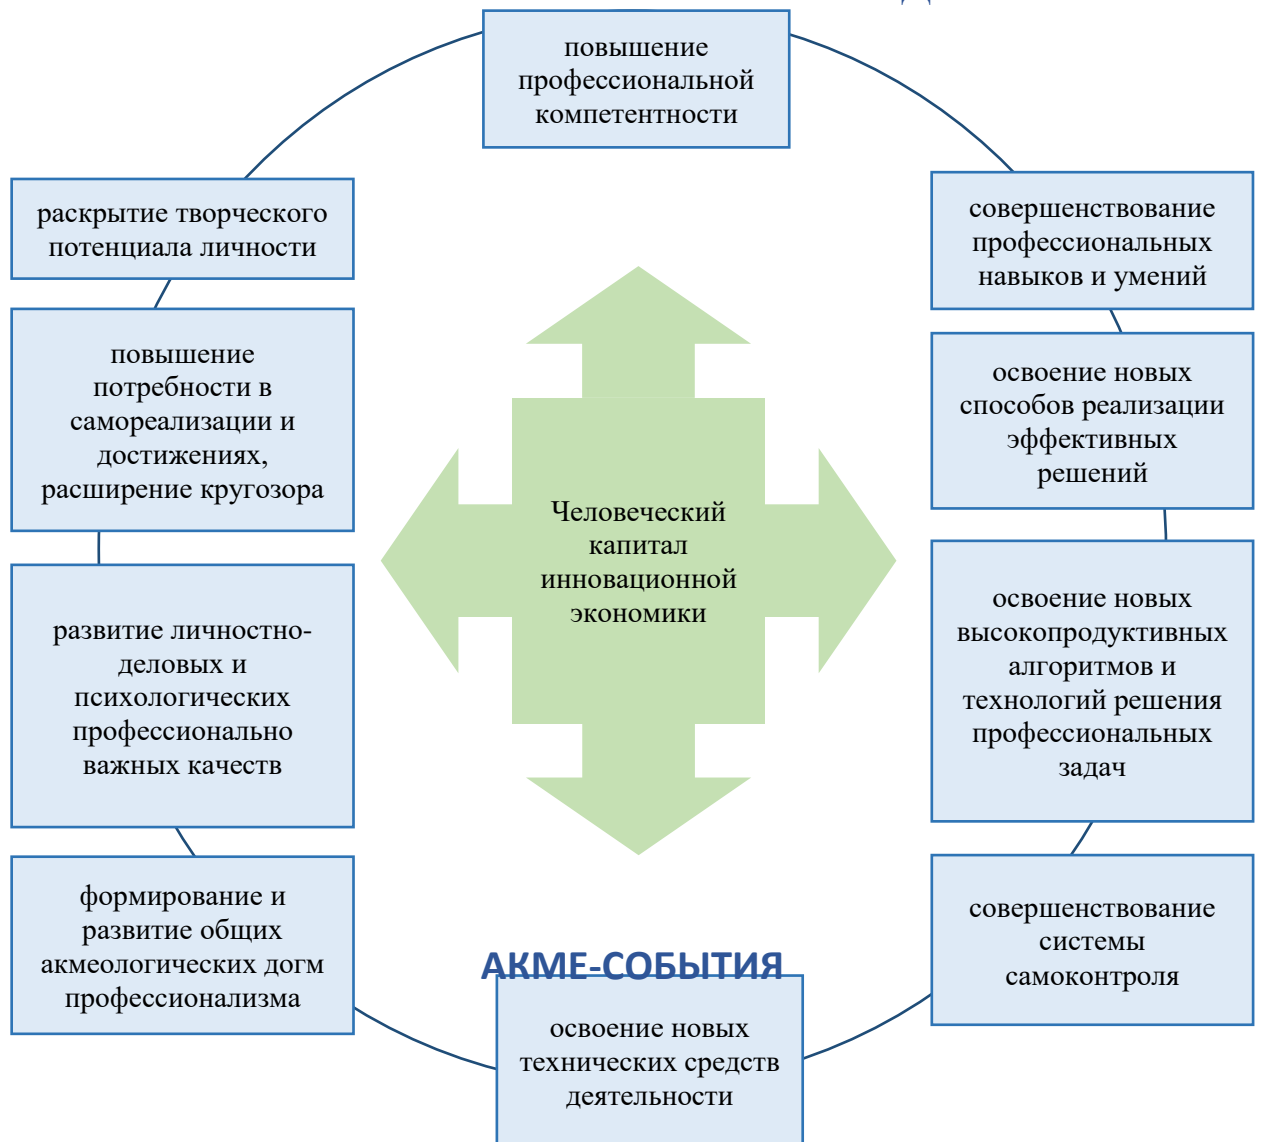 повышение
профессиональной
компетентности
совершенствование
профессиональных
навыков и умений
освоение новых
способов реализации
эффективных
решений
освоение новых
высокопродуктивных
алгоритмов и
технологий решения
профессиональных
задач
совершенствование
системы
самоконтроля
АКМЕ-СОБЫТИЯ
освоение новых
технических средств
деятельности
формирование и
развитие общих
акмеологических догм
профессионализма
развитие личностно-
деловых и
психологических
профессионально
важных качеств
повышение
потребности в
самореализации и
достижениях,
расширение кругозора
раскрытие творческого
потенциала личности
Человеческий
капитал
инновационной
экономики